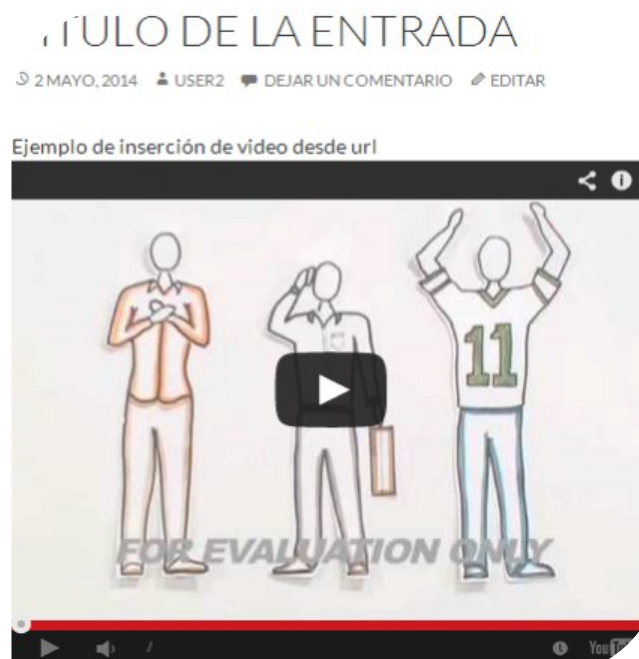 TÍTULO DE LA ENTRADA
2 MAYO, 2014 USER2 DEJAR UN COMENTARIO EDITAR
Ejemplo de inserción de video desde url
11
FOR EVALUATION ONLY